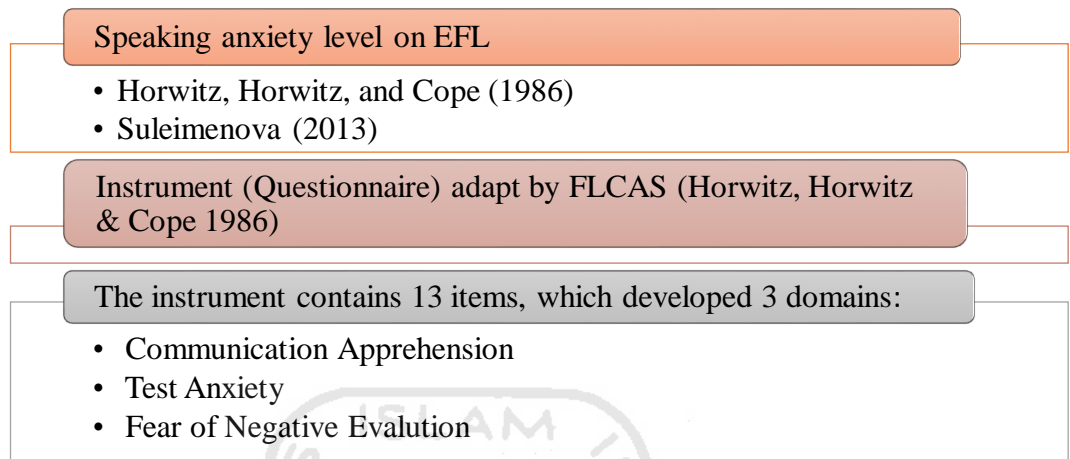 Speaking anxiety level on EFL
• Horwitz, Horwitz, and Cope (1986)
• Suleimenova (2013)
Instrument (Questionnaire) adapt by FLCAS (Horwitz, Horwitz
& Cope 1986)
The instrument contains 13 items, which developed 3 domains:
• Communication Apprehension
• Test Anxiety
• Fear of Negative Evalution
ISLAM